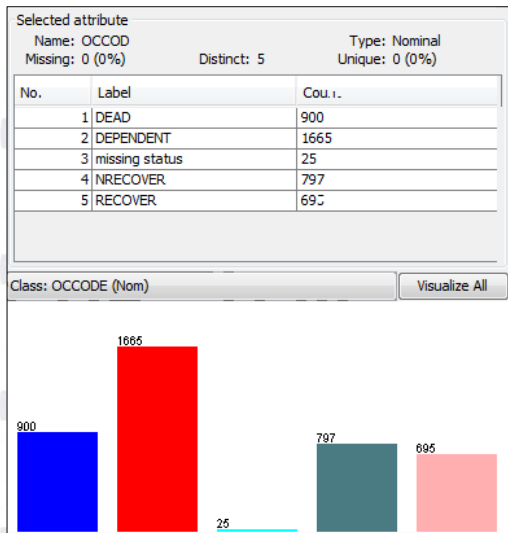 Selected attribute
Name: OCCOD Type: Nominal
Missing: 0 (0%) Distinct: 5 Unique: 0 (0%)
No. Label
1 DEAD 900
2 DEPENDENT 1665
3 missing status 25
4 NRECOVER 797
5 RECOVER 695
Class: OCCODE (Nom) Visualize All
1665
900
797
695
25